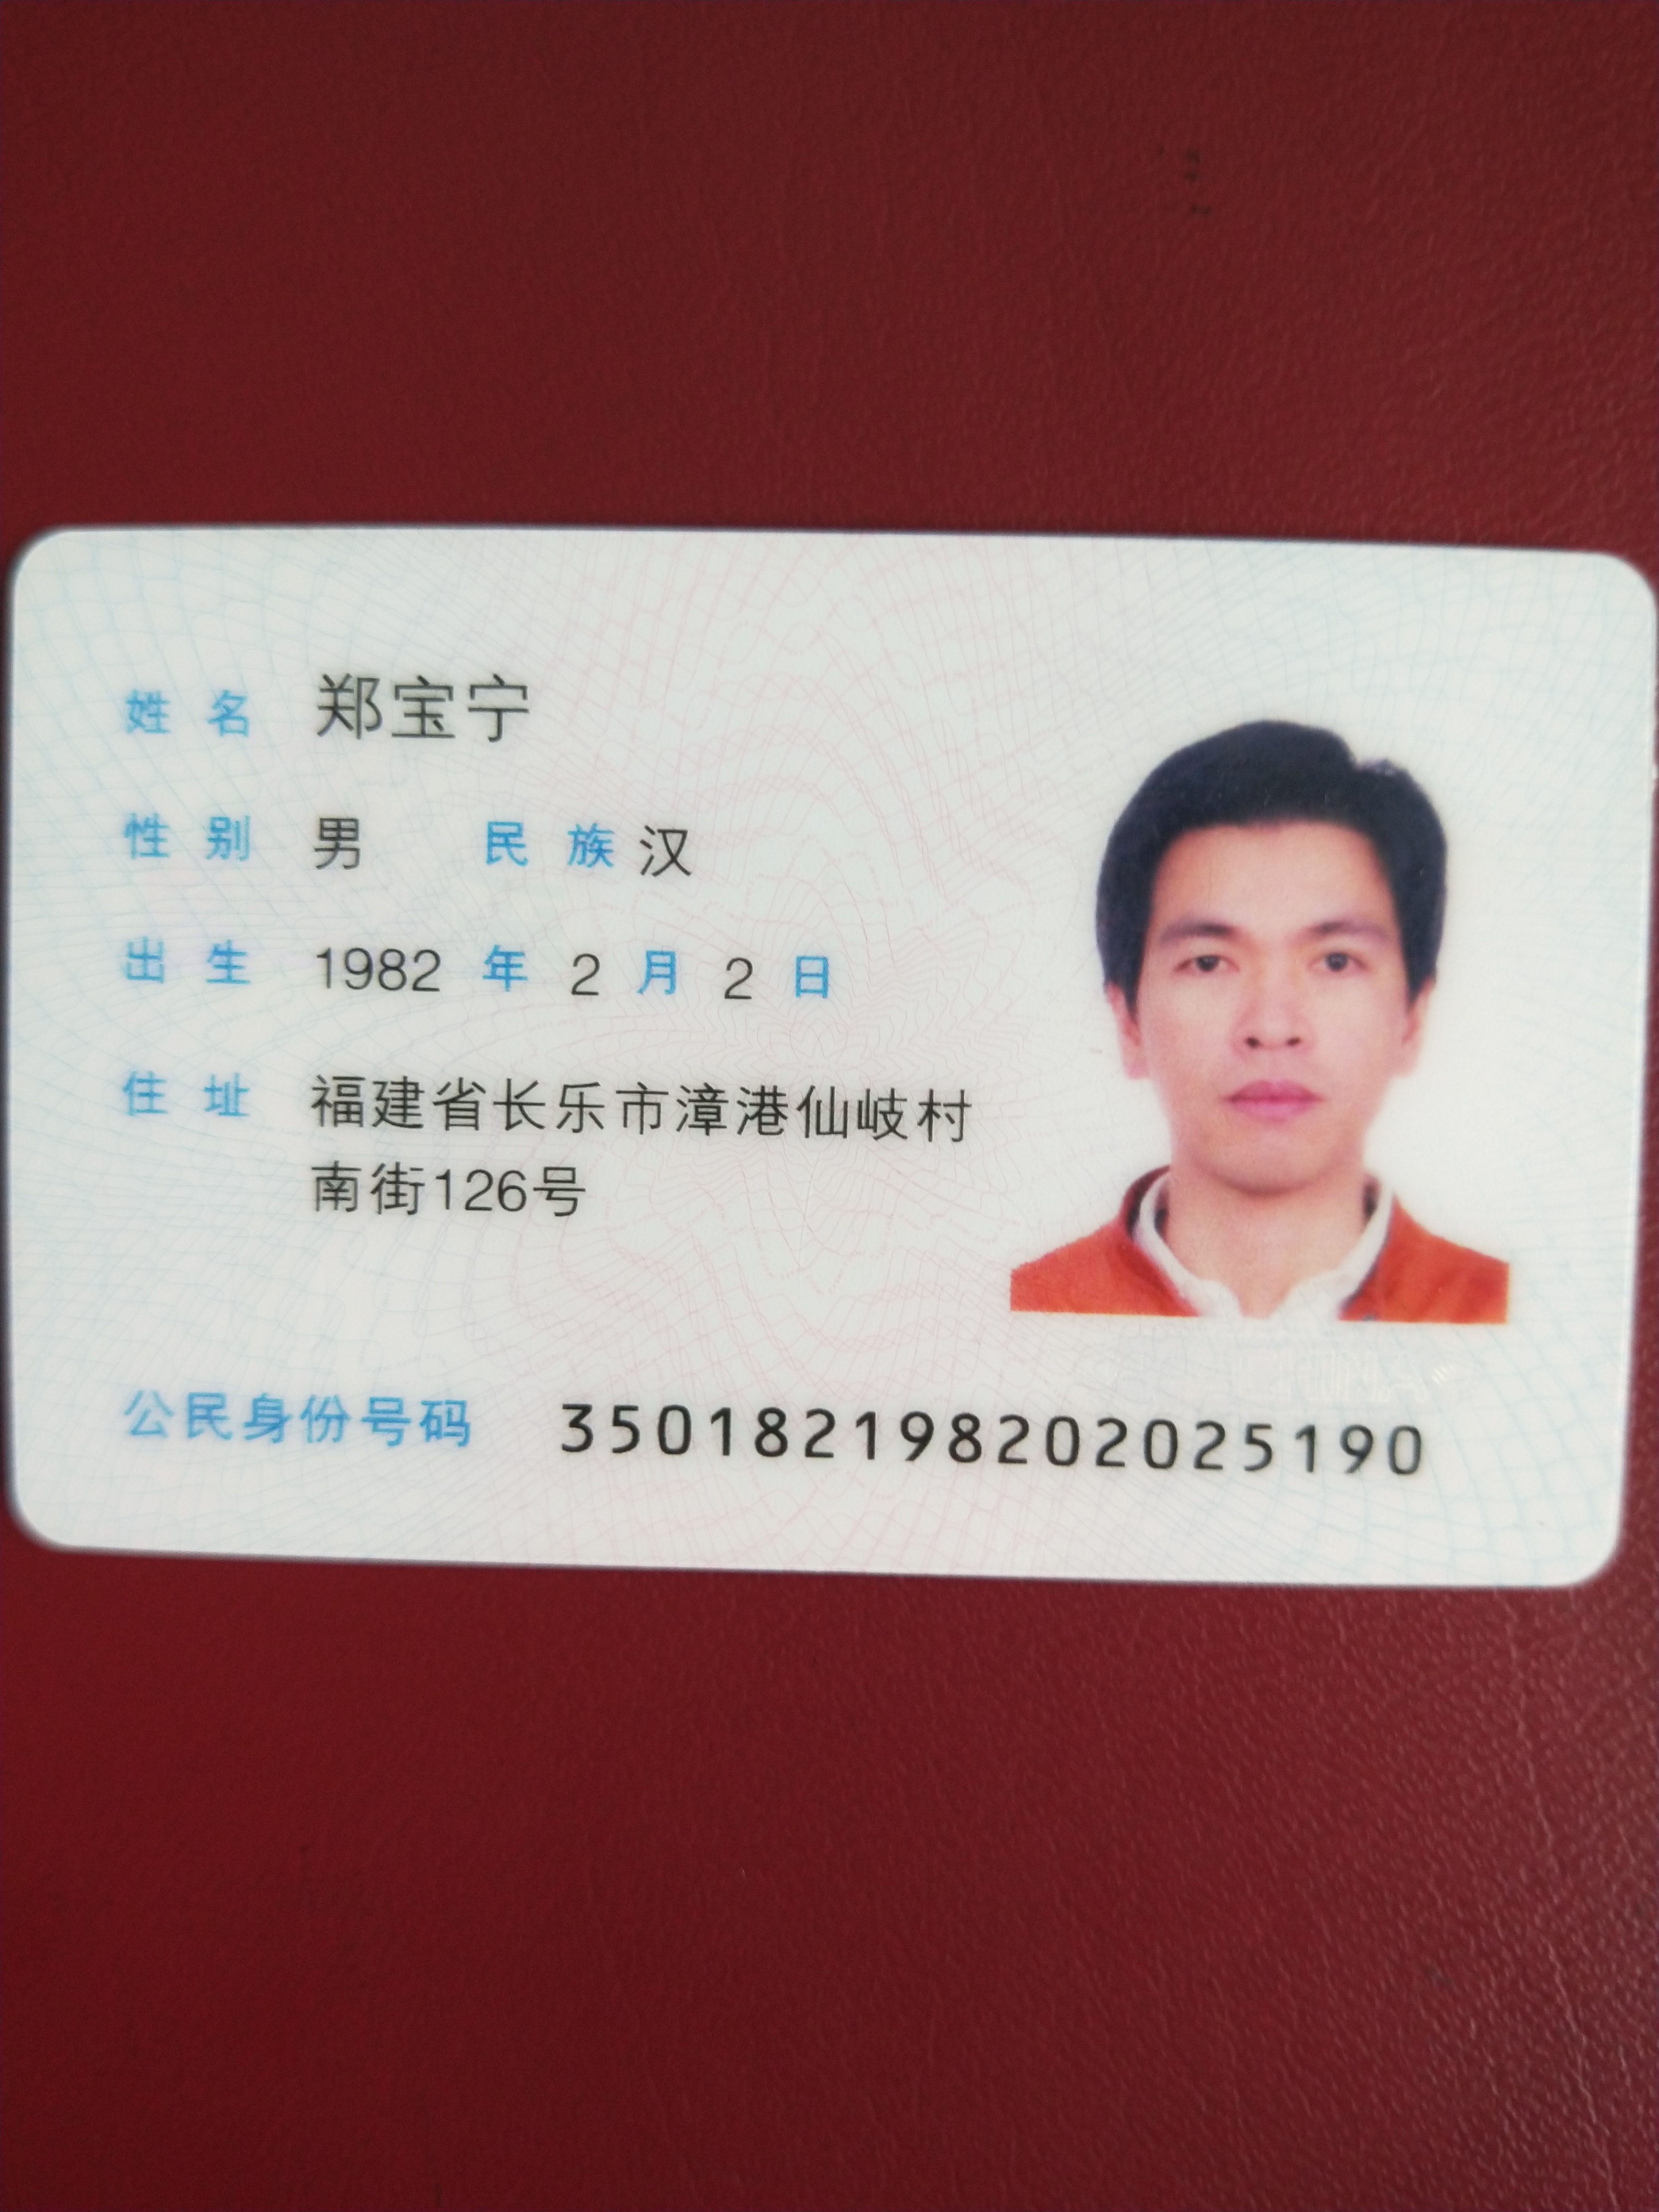 姓名 郑宝宁
性别 男 民族 汉
出生 1982 年 2 月 2 日
住址 福建省长乐市漳港仙岐村
南街126号
公民身份号码 350182198202025190